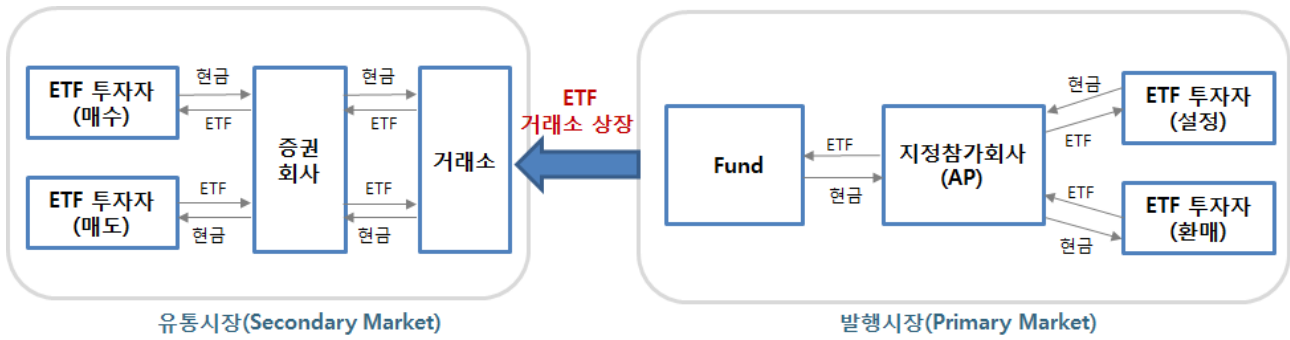 ETF 투자자
(매수)
현금
ETF
증권
회사
현금
ETF
거래소
ETF 투자자
(매도)
ETF
현금
ETF
현금
유통시장(Secondary Market)
ETF
거래소 상장
Fund
ETF
현금
지정참가회사
(AP)
현금
ETF
ETF 투자자
(설정)
ETF
현금
ETF 투자자
(환매)
발행시장(Primary Market)